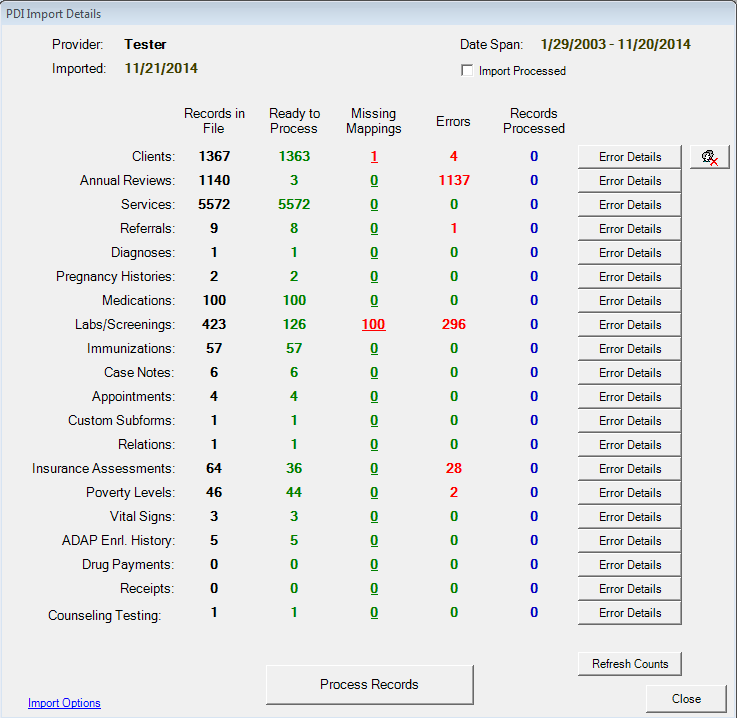 PDI Import Details
Provider: Tester Date Span: 1/29/2003 - 11/20/2014
Imported: 11/21/2014 Import Processed
Records in File Ready to Process Missing Mappings Errors Records Processed
Clients: 1367 1363 1 4 0 Error Details
Annual Reviews: 1140 3 0 1137 0 Error Details
Services: 5572 5572 0 0 0 Error Details
Referrals: 9 8 0 1 0 Error Details
Diagnoses: 1 1 0 0 0 Error Details
Pregnancy Histories: 2 2 0 0 0 Error Details
Medications: 100 100 0 0 0 Error Details
Labs/Screenings: 423 126 100 296 0 Error Details
Immunizations: 57 57 0 0 0 Error Details
Case Notes: 6 6 0 0 0 Error Details
Appointments: 4 4 0 0 0 Error Details
Custom Subforms: 1 1 0 0 0 Error Details
Relations: 1 1 0 0 0 Error Details
Insurance Assessments: 64 36 0 28 0 Error Details
Poverty Levels: 46 44 0 2 0 Error Details
Vital Signs: 3 3 0 0 0 Error Details
ADAP Enrl. History: 5 5 0 0 0 Error Details
Drug Payments: 0 0 0 0 0 Error Details
Receipts: 0 0 0 0 0 Error Details
Counseling Testing: 1 1 0 0 0 Error Details
Refresh Counts
Process Records
Import Options Close